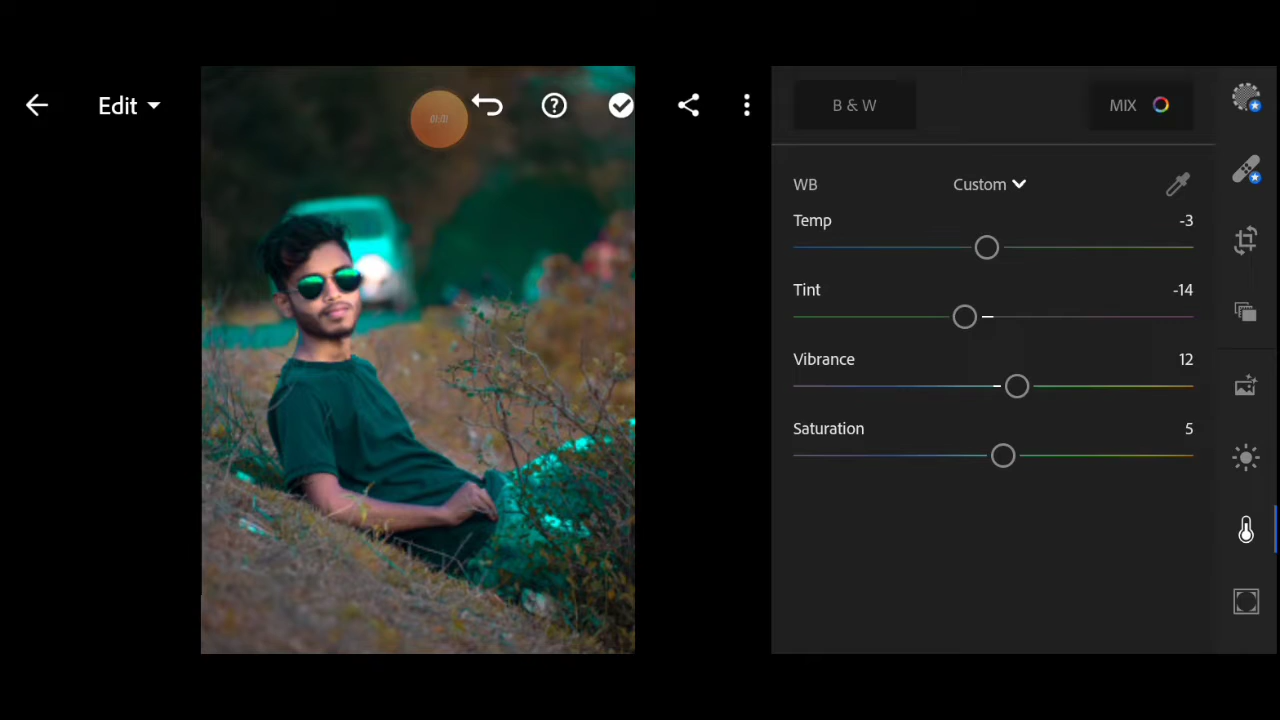 Edit
B & W
MIX
WB Custom
Temp -3
Tint -14
Vibrance 12
Saturation 5